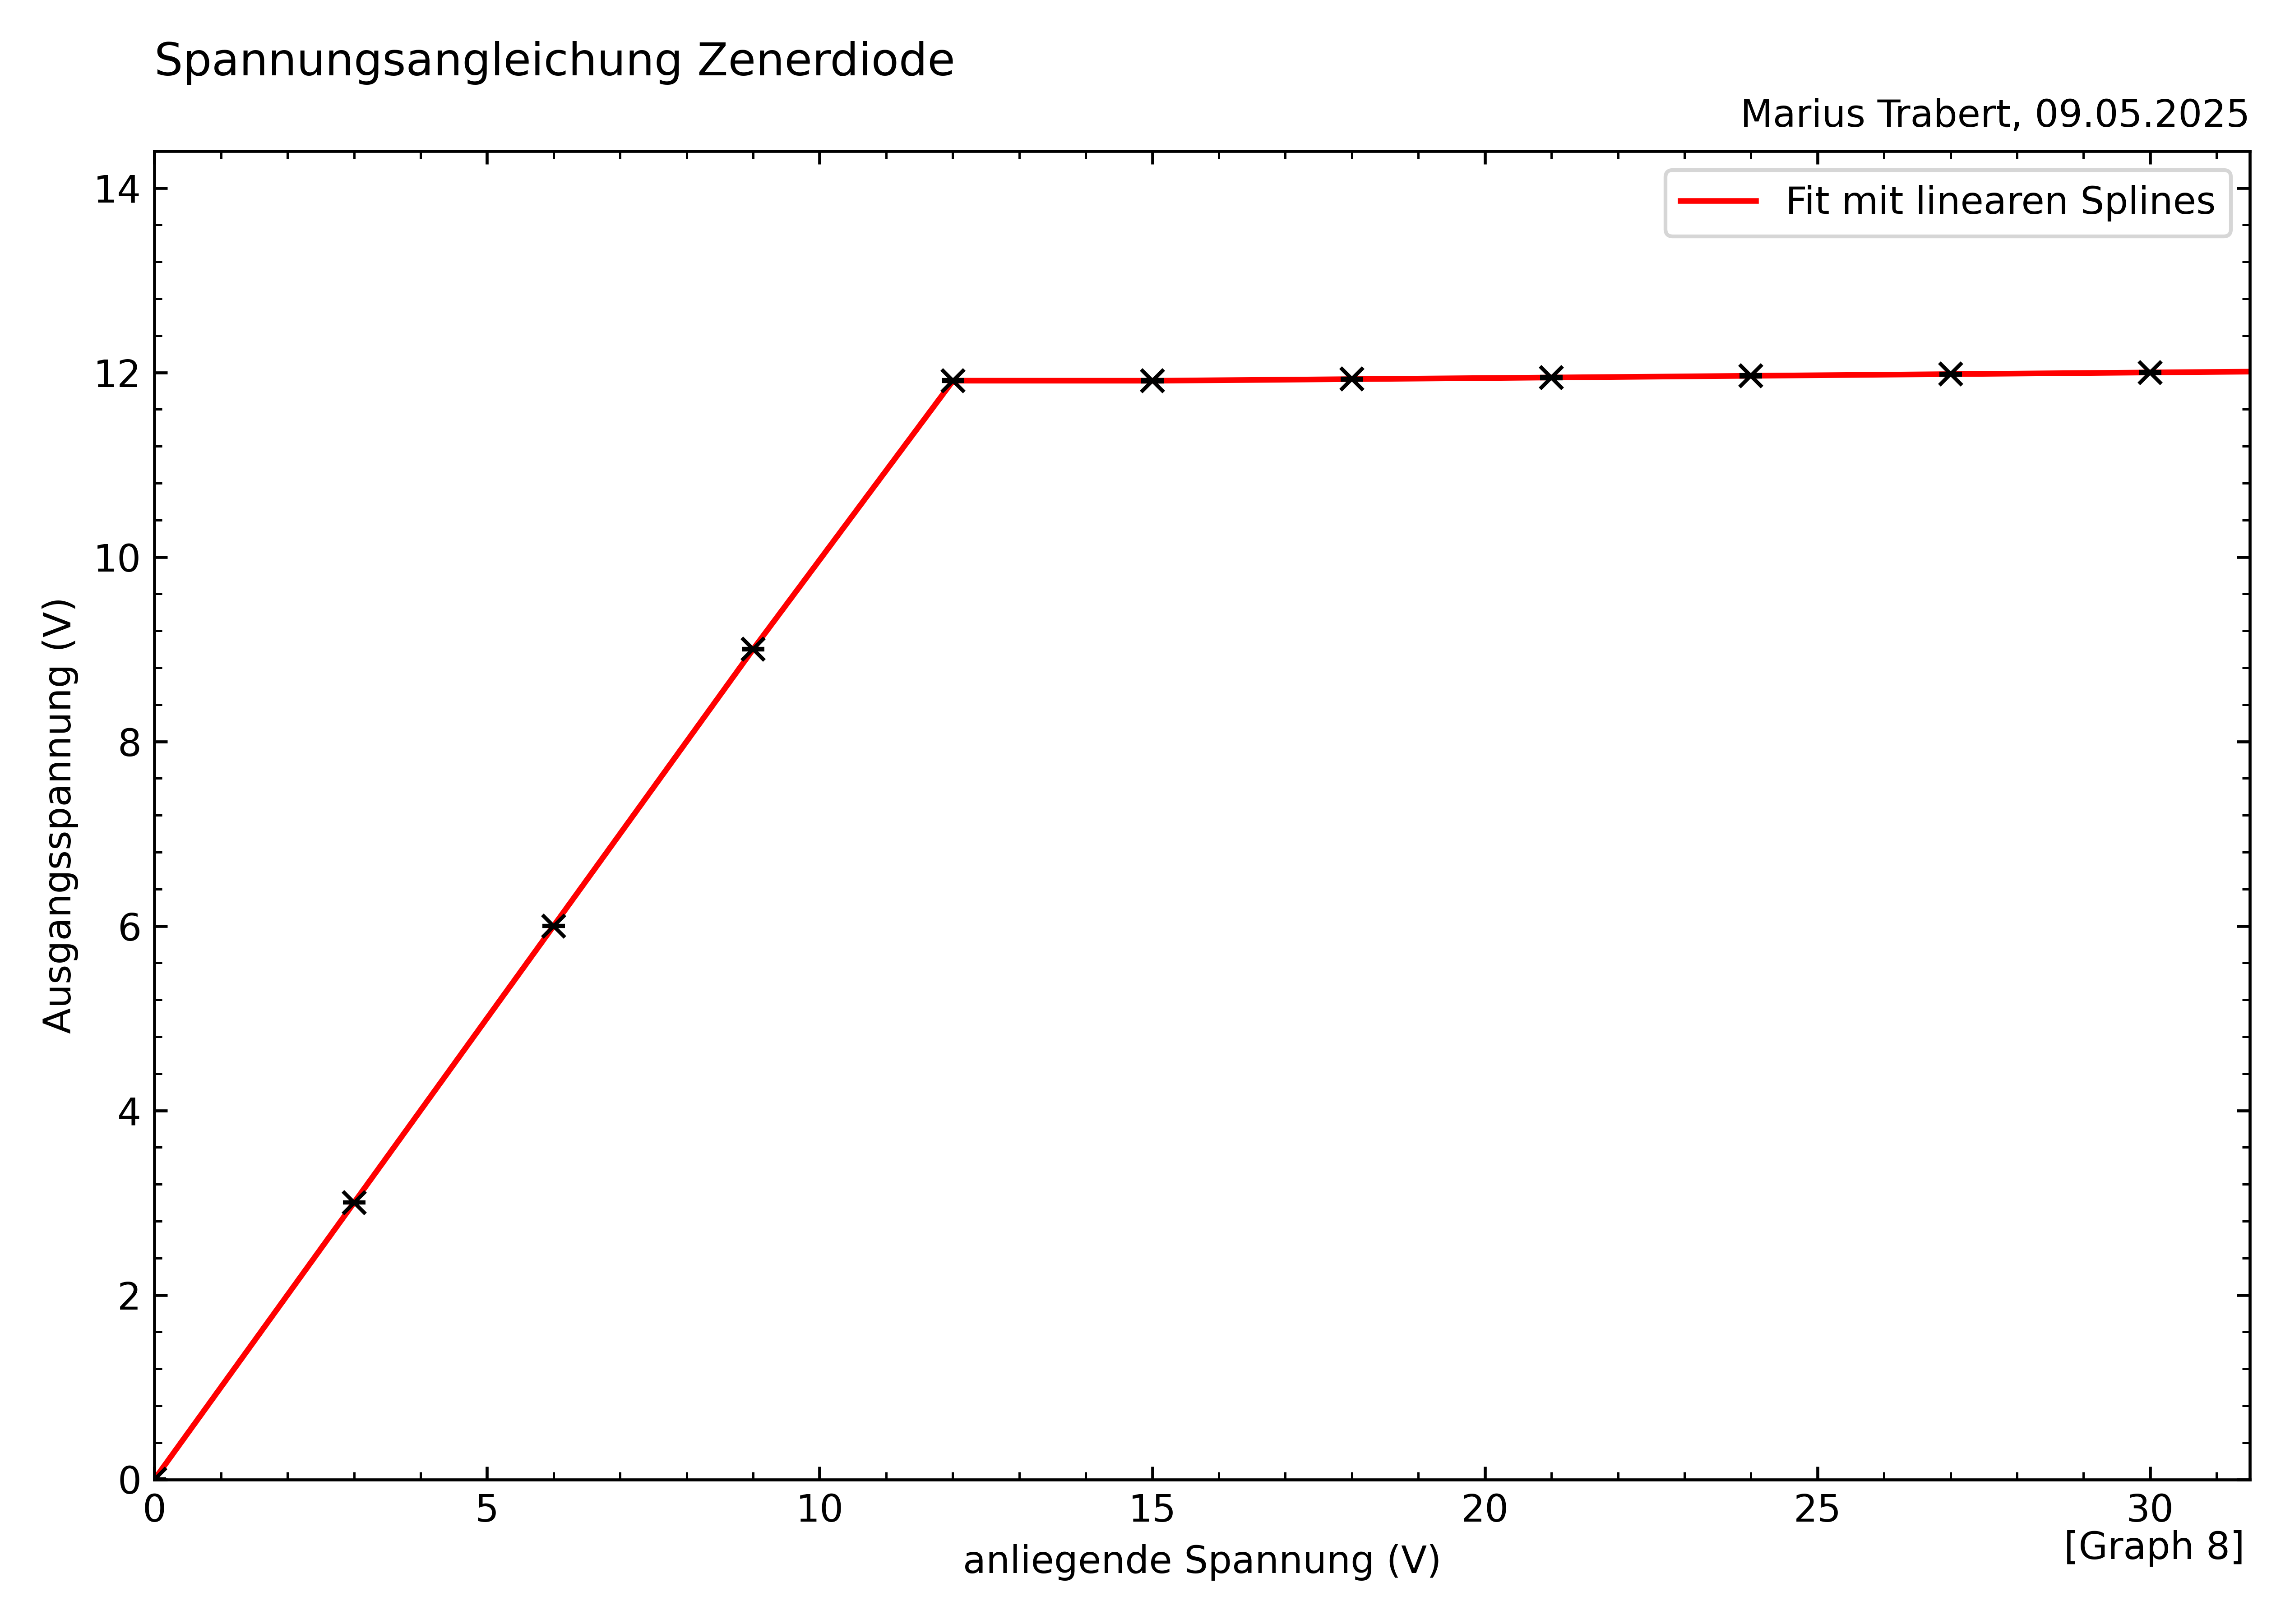 Spannungsangleichung Zenerdiode
Marius Trabert, 09.05.2025
Fit mit linearen Splines
14
12
10
8
6
4
2
0
Ausgangsspannung (V)
0 5 10 15 20 25 30
anliegende Spannung (V)
[Graph 8]